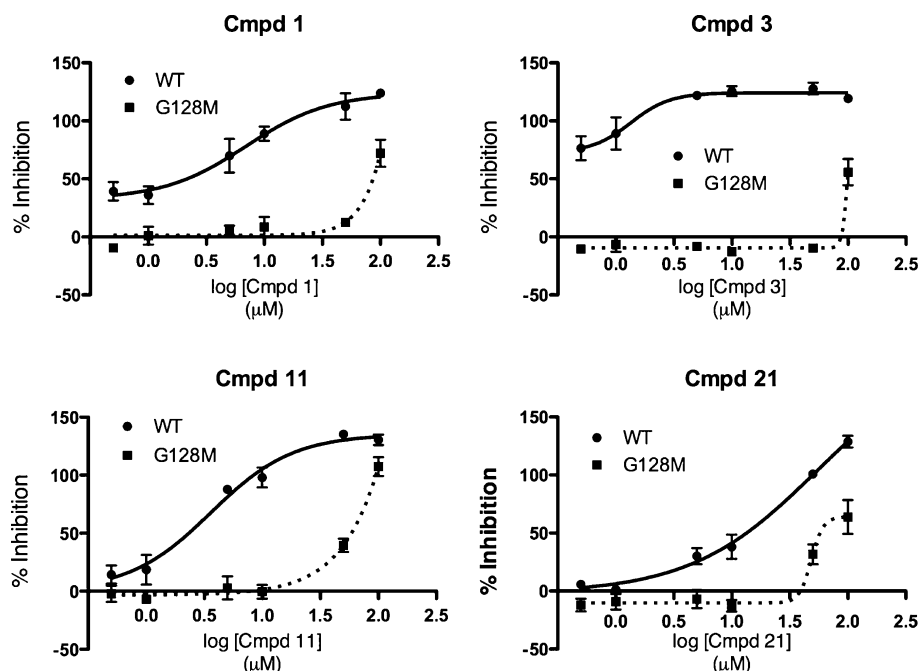 Cmpd 1
150
100
50
0
-50
% Inhibition
WT
G128M
0.0 0.5 1.0 1.5 2.0 2.5
log [Cmpd 1]
(μM)
Cmpd 3
150
100
50
0
-50
% Inhibition
WT
G128M
0.0 0.5 1.0 1.5 2.0 2.5
log [Cmpd 3]
(μM)
Cmpd 11
150
100
50
0
-50
% Inhibition
WT
G128M
0.0 0.5 1.0 1.5 2.0 2.5
log [Cmpd 11]
(μM)
Cmpd 21
150
100
50
0
-50
% Inhibition
WT
G128M
0.0 0.5 1.0 1.5 2.0 2.5
log [Cmpd 21]
(μM)